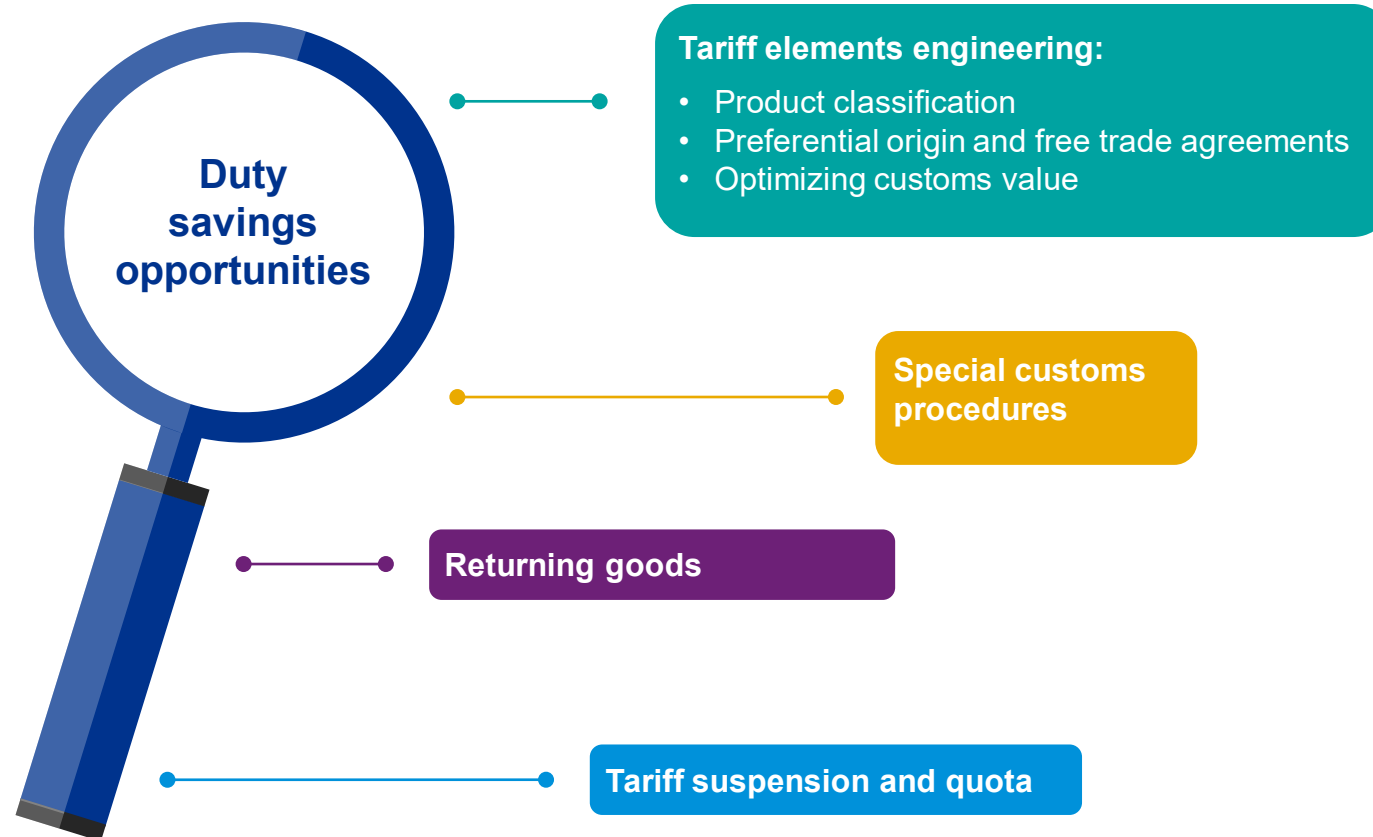 Duty
savings
opportunities
Tariff elements engineering:
• Product classification
• Preferential origin and free trade agreements
• Optimizing customs value
Special customs
procedures
Returning goods
Tariff suspension and quota